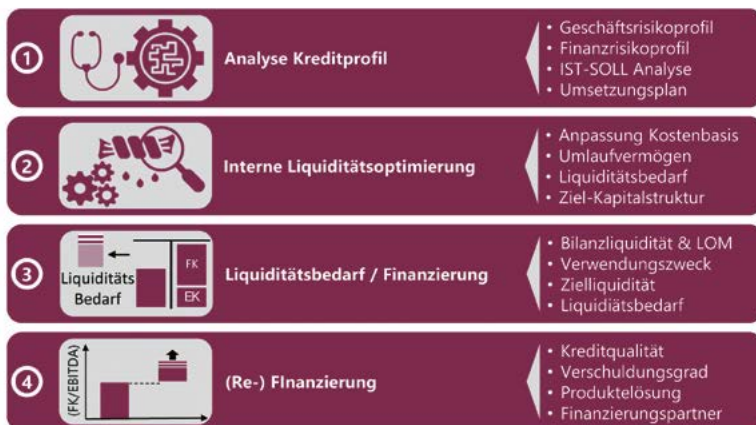 1
Analyse Kreditprofil
• Geschäftsrisikoprofil
• Finanzrisikoprofil
• IST-SOLL Analyse
• Umsetzungsplan
2
Interne Liquiditätsoptimierung
• Anpassung Kostenbasis
• Umlaufvermögen
• Liquiditätsbedarf
• Ziel-Kapitalstruktur
3
Liquiditäts
Bedarf
FK
EK
Liquiditätsbedarf / Finanzierung
• Bilanzliquidität & LOM
• Verwendungszweck
• Zielliquidität
• Liquidiätsbedarf
4
(FK/EBITDA)
(Re-) FInanzierung
• Kreditqualität
• Verschuldungsgrad
• Produktelösung
• Finanzierungspartner